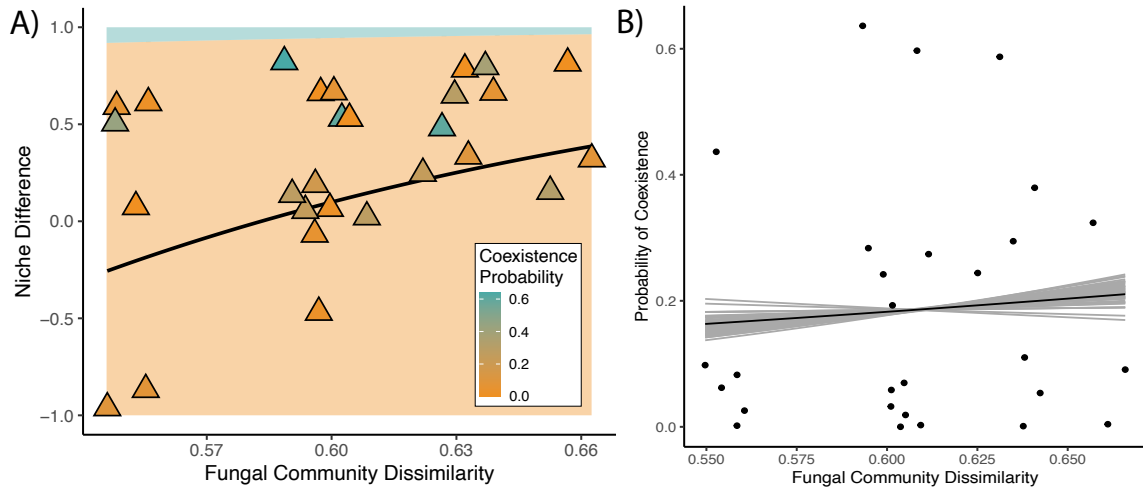 A)
Niche Difference
1.0
0.5
0.0
−0.5
−1.0
0.57
0.60
0.63
0.66
Fungal Community Dissimilarity
Coexistence
Probability
0.6
0.4
0.2
0.0
B)
Probability of Coexistence
0.6
0.4
0.2
0.0
0.550
0.575
0.600
0.625
0.650
Fungal Community Dissimilarity